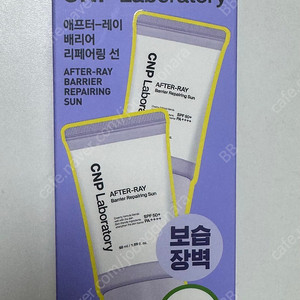 CNP Laboratory
애프터-레이
배리어
리페어링 선
AFTER-RAY
BARRIER
REPAIRING
SUN
CNP Laboratory
AFTER-RAY
Barrier Repairing Sun
SPF 50+
PA++++
CNP Laboratory
AFTER-RAY
Barrier Repairing Sun
SPF 50+
PA++++
보습
장벽